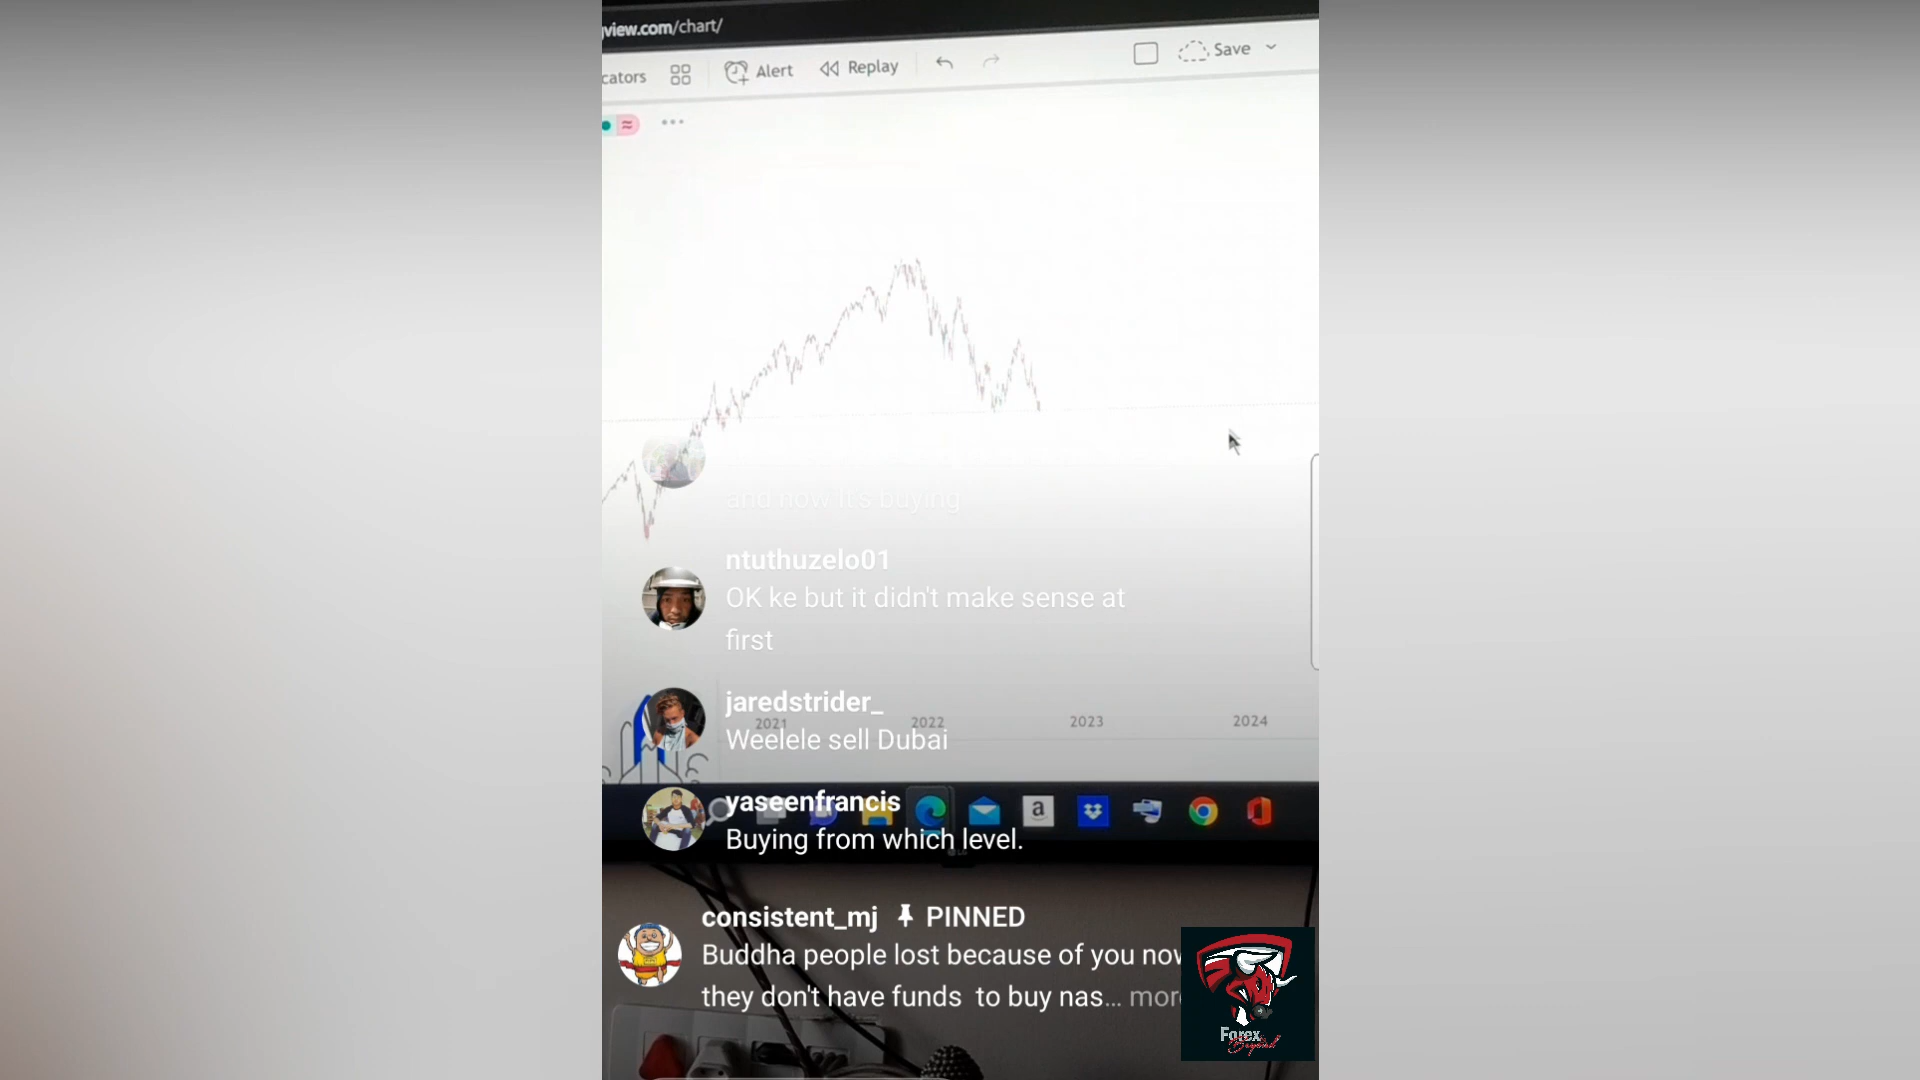 view.com/chart/
cators
Alert
Replay
Save
and now it's buying
ntuthuzelo01
OK ke but it didn't make sense at
first
jaredstrider_
2021 2022 2023 2024
Weelele sell Dubai
yaseenfrancis
Buying from which level.
consistent_mj PINNED
Buddha people lost because of you now
they don't have funds to buy nas... mor
Forex
Beyond